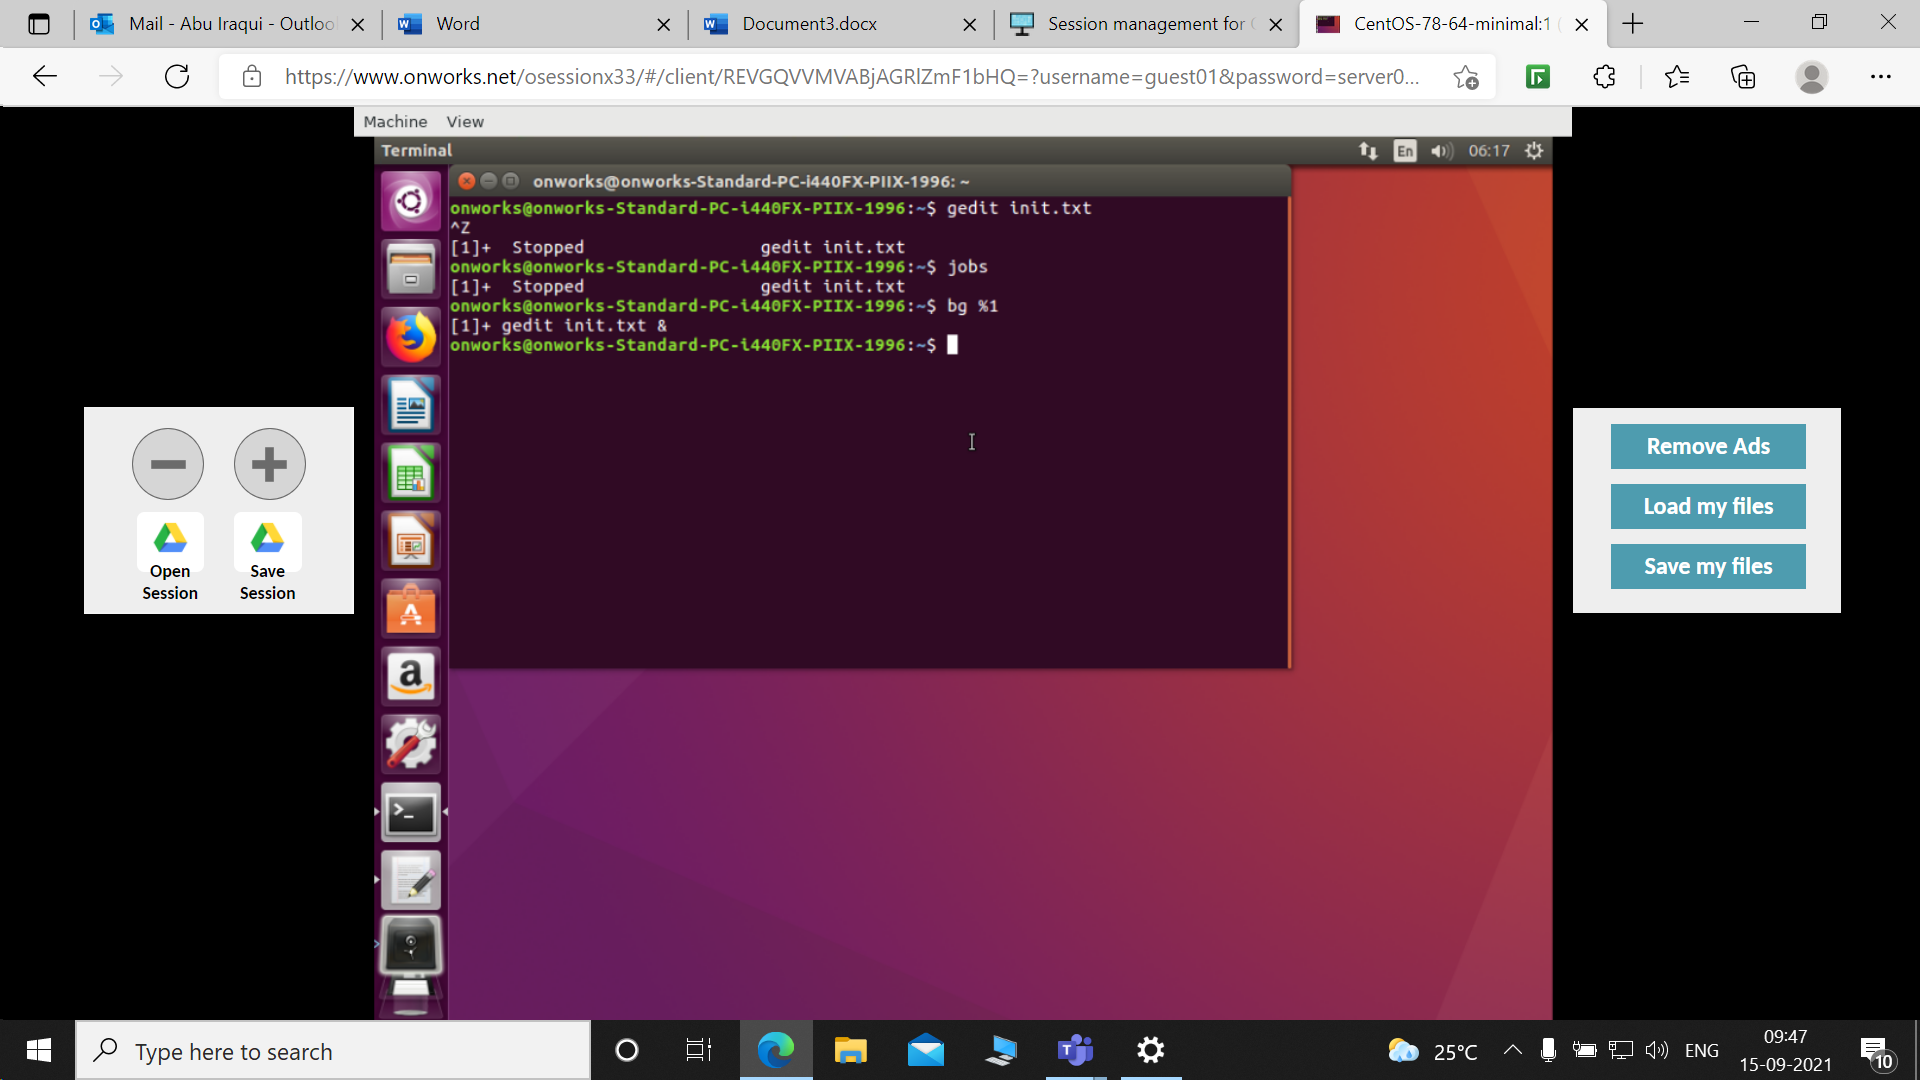 Mail - Abu Iraqui - Outloo
Word
Document3.docx
Session management for
CentOS-78-64-minimal:1 (
https://www.onworks.net/osessionx33/#/client/REVGQVVMVABjAGRlZmF1bHQ=?username=guest01&password=server0...
Machine View
Terminal
En
06:17
onworks@onworks-Standard-PC-i440FX-PIIX-1996: ~
onworks@onworks-Standard-PC-i440FX-PIIX-1996:~$ gedit init.txt
^Z
[1]+  Stopped                 gedit init.txt
onworks@onworks-Standard-PC-i440FX-PIIX-1996:~$ jobs
[1]+  Stopped                 gedit init.txt
onworks@onworks-Standard-PC-i440FX-PIIX-1996:~$ bg %1
[1]+ gedit init.txt &
onworks@onworks-Standard-PC-i440FX-PIIX-1996:~$
Open Session
Save Session
Remove Ads
Load my files
Save my files
Type here to search
25°C
ENG
09:47
15-09-2021
10